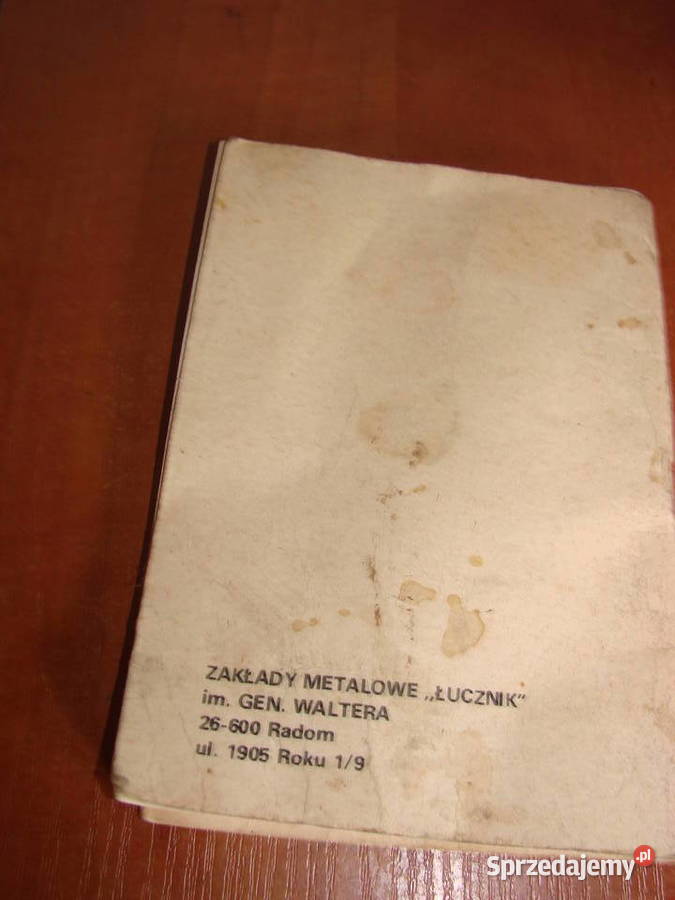 ZAKŁADY METALOWE „ŁUCZNIK"
im. GEN. WALTERA
26-600 Radom
ul. 1905 Roku 1/9
Sprzedajemy.pl